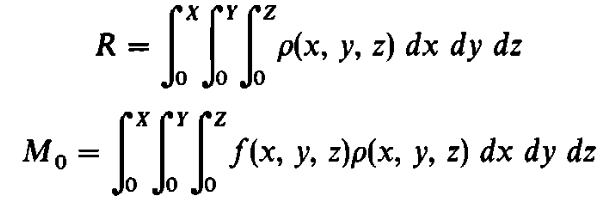 R = ∫₀^X ∫₀^Y ∫₀^Z ρ(x, y, z) dx dy dz
M₀ = ∫₀^X ∫₀^Y ∫₀^Z f(x, y, z)ρ(x, y, z) dx dy dz